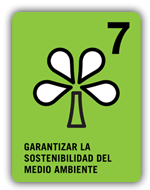 7
GARANTIZAR LA
SOSTENIBILIDAD DEL
MEDIO AMBIENTE